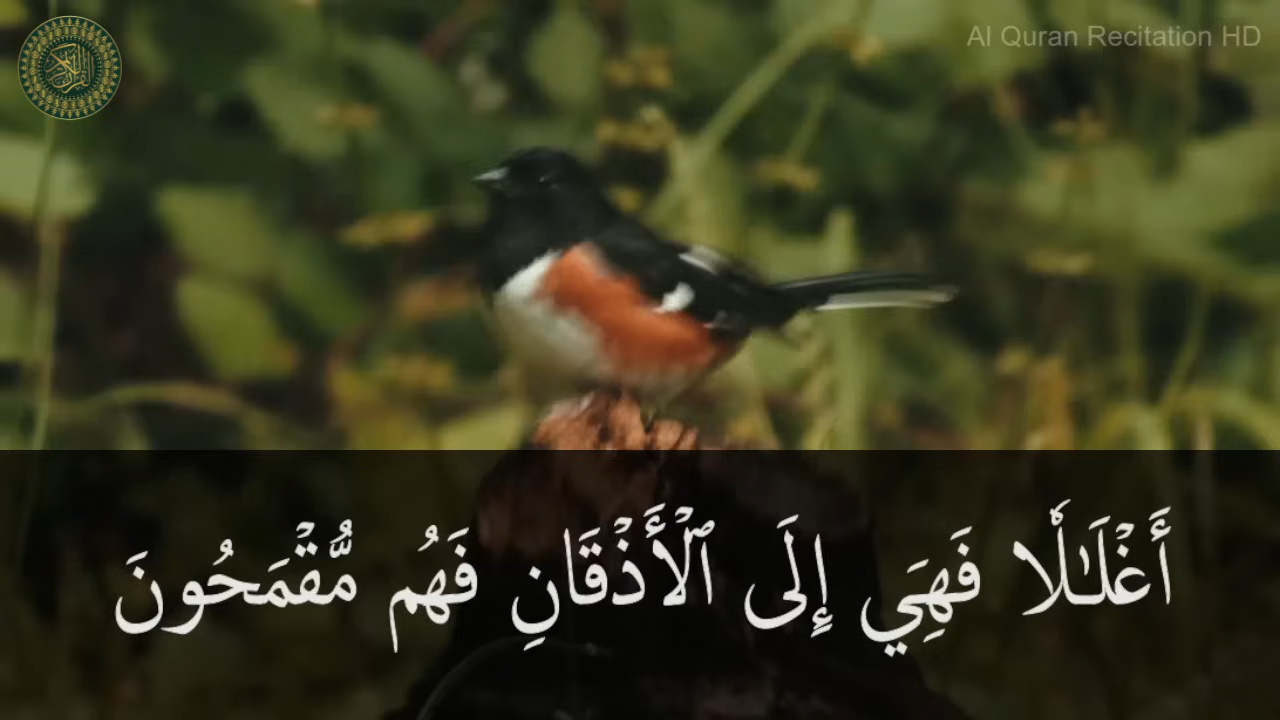 Al Quran Recitation HD
أَغْلَـٰلًا فَهِيَ إِلَى ٱلْأَذْقَانِ فَهُم مُّقْمَحُونَ